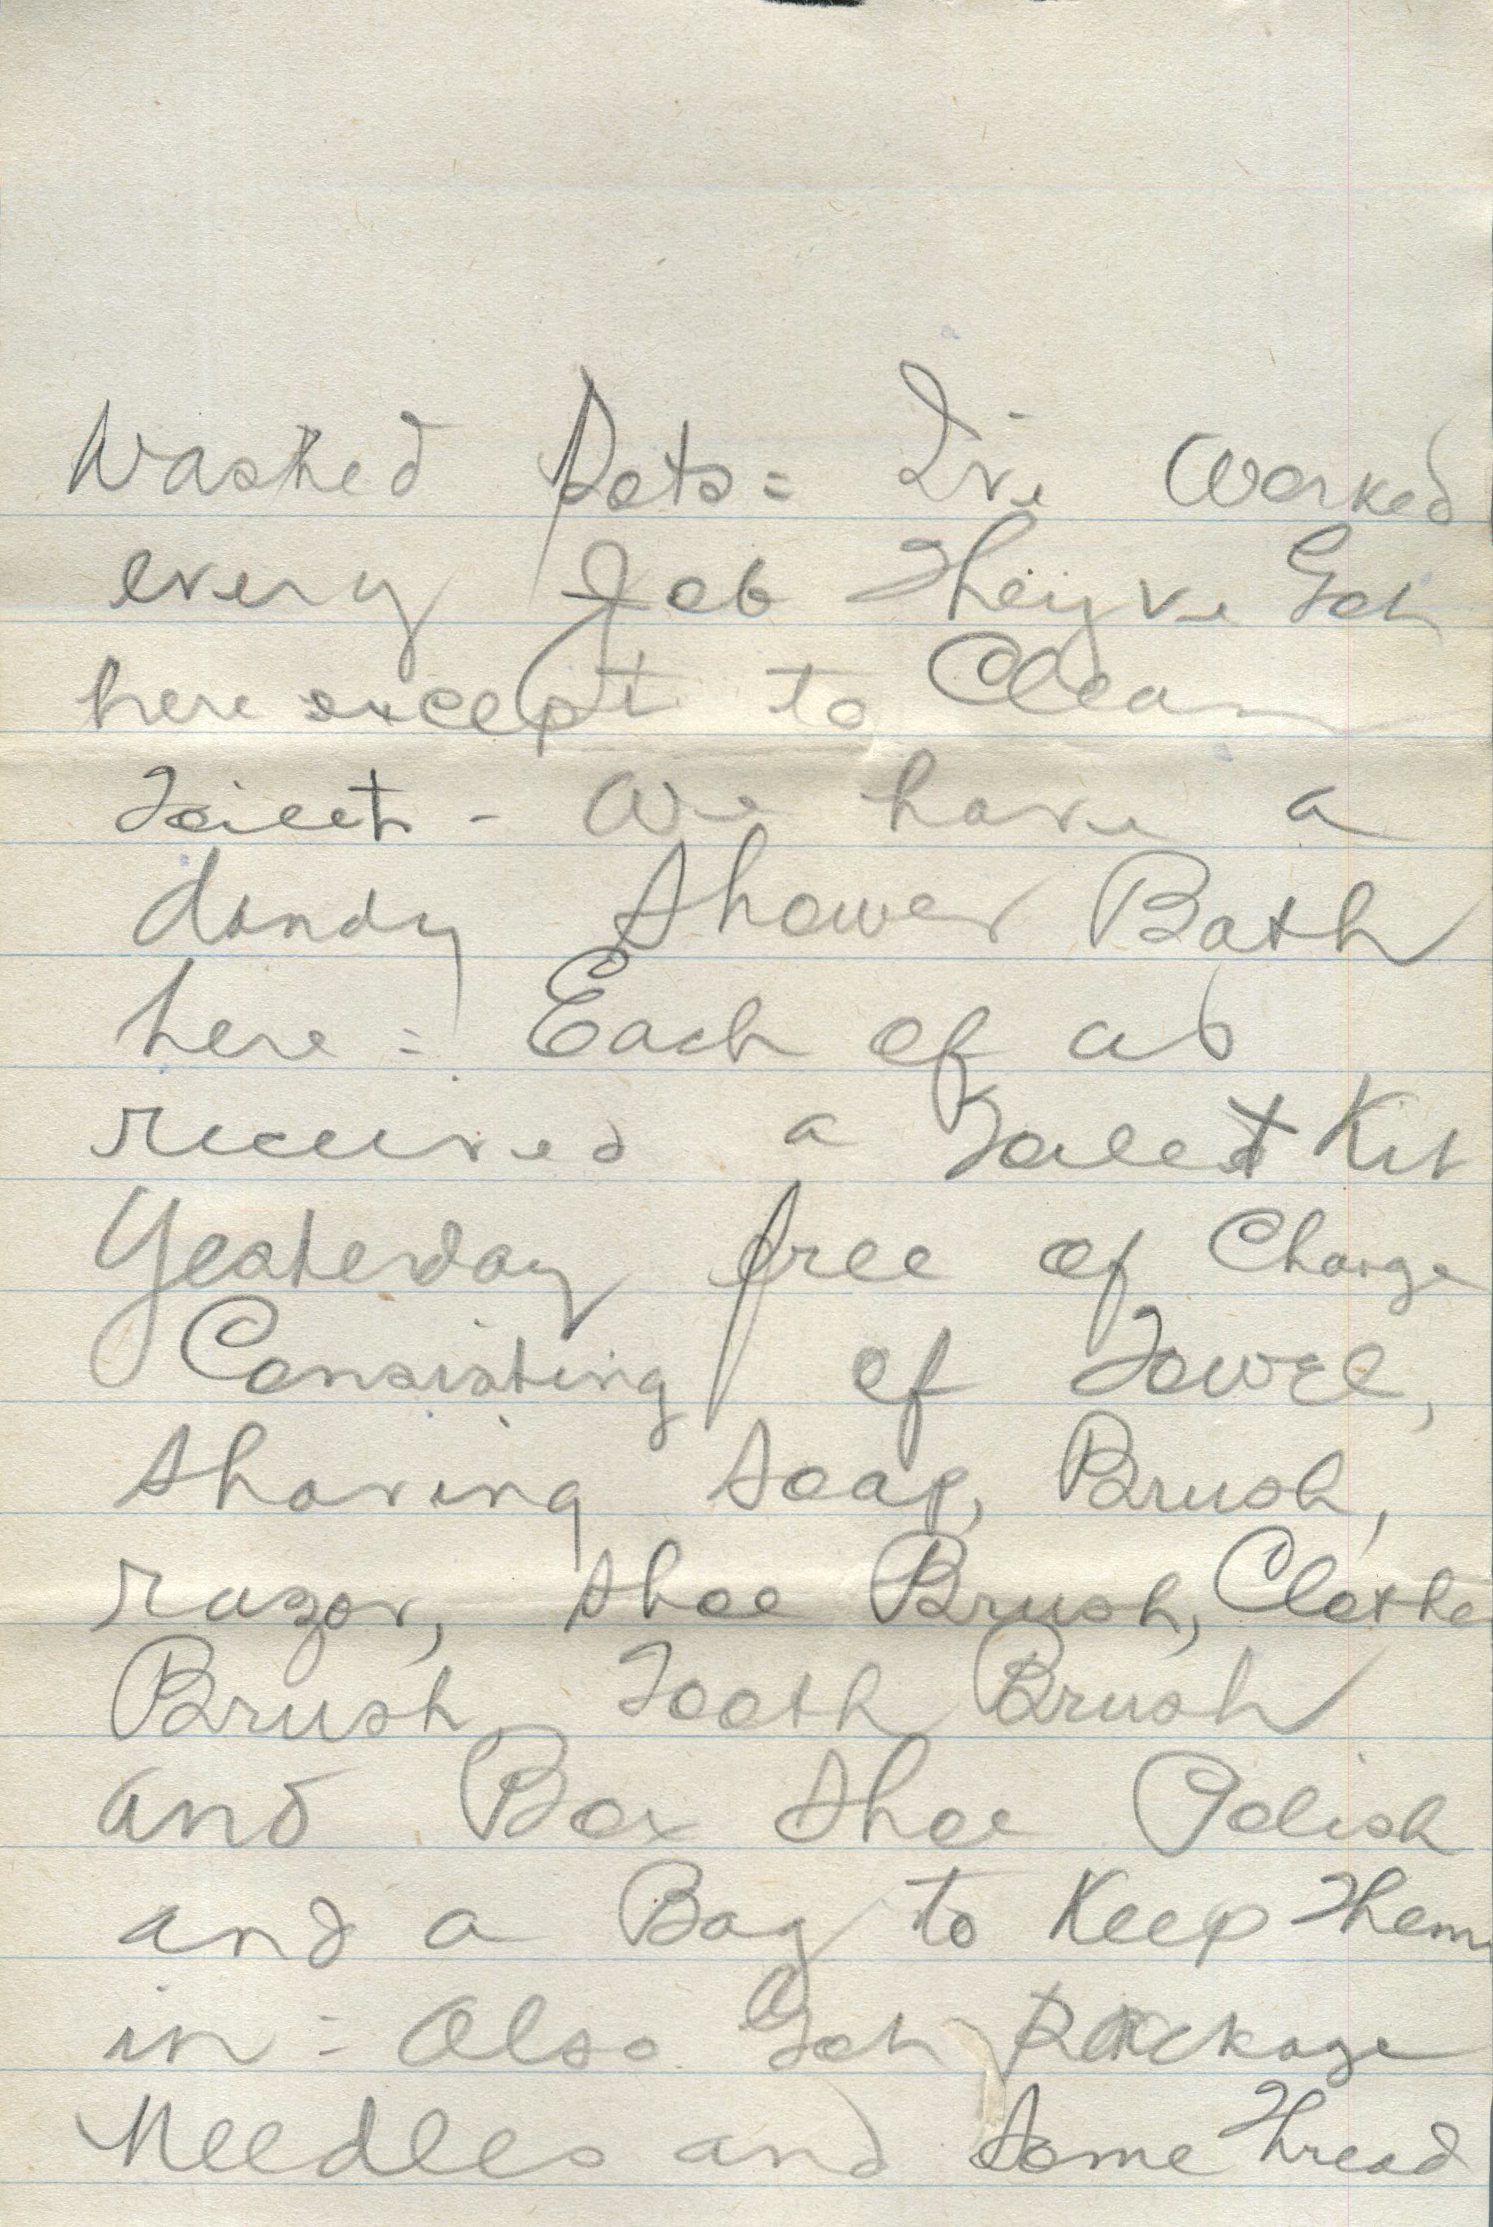 Washed Pots = I've Worked
every Job Theiy've Got
here except to Clean
Toilet - We have a
dandy Shower Bath
here = Each of us
received a Toilet Kit
Yesterday free of Charge
Consisting of Towel,
Shaving Soap, Brush,
razor, Shoe Brush, Clothe
Brush Tooth Brush
and Box Shoe Polish
and a Bag to Keep Them
in = Also Got Package
Needles and Some Thread